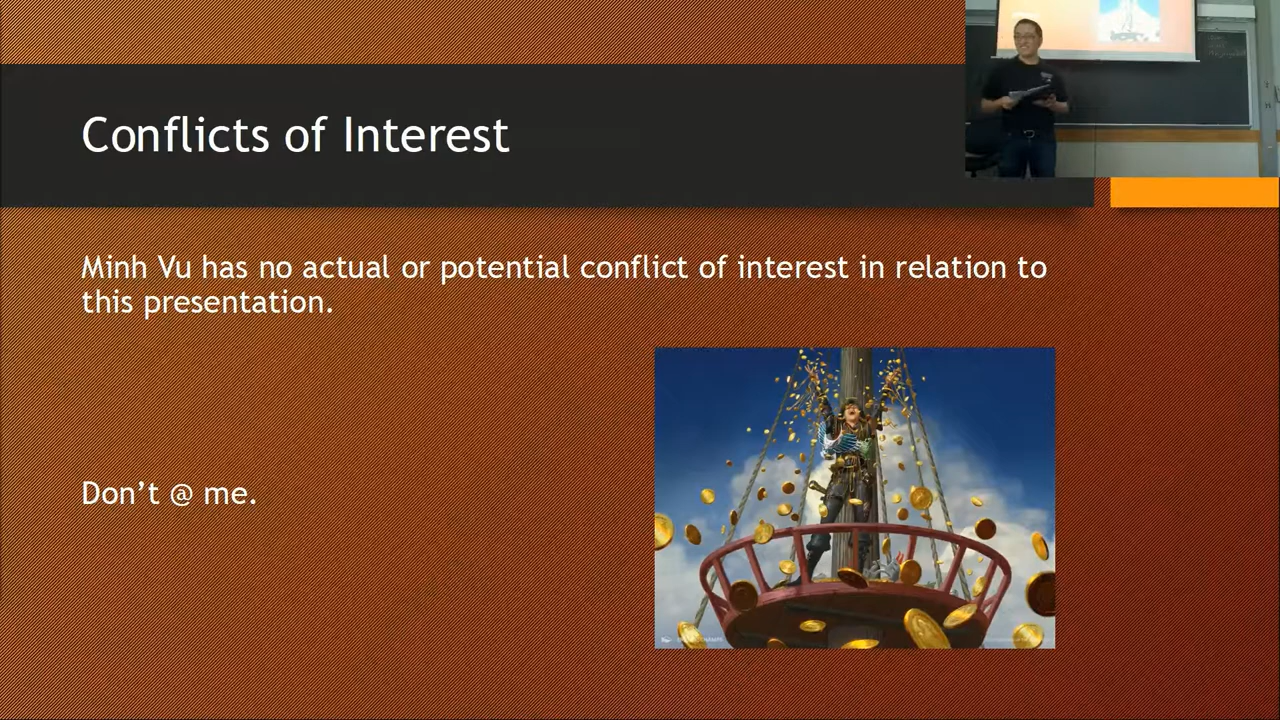 Conflicts of Interest
Minh Vu has no actual or potential conflict of interest in relation to
this presentation.
Don’t @ me.